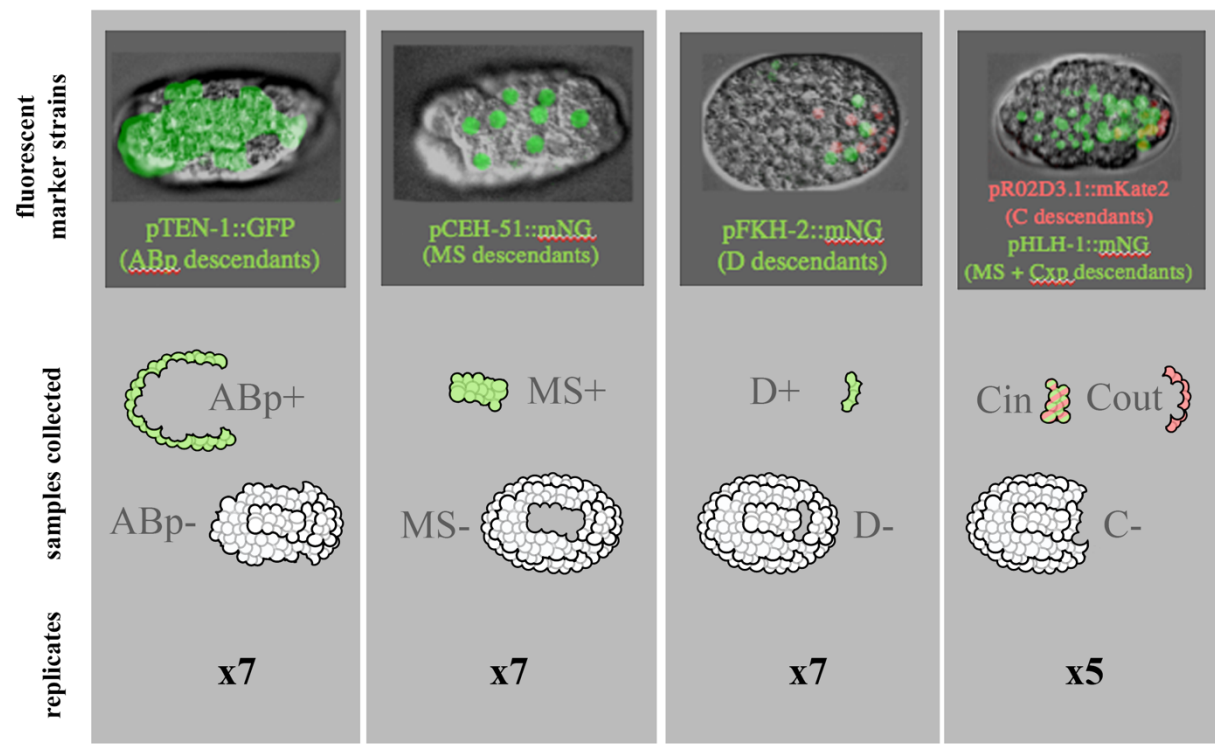 fluorescent
marker strains
pTEN-1::GFP
(ABp descendants)
pCEH-51::mNG
(MS descendants)
pFKH-2::mNG
(D descendants)
pR02D3.1::mKate2
(C descendants)
pHLH-1::mNG
(MS + Cxp descendants)
samples collected
ABp+
MS+
D+
Cin
Cout
ABp-
MS-
D-
C-
replicates
x7
x7
x7
x5